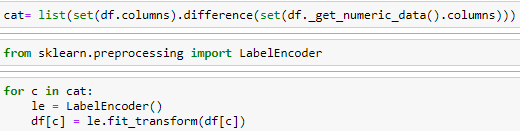 cat= list(set(df.columns).difference(set(df._get_numeric_data().columns)))
from sklearn.preprocessing import LabelEncoder
for c in cat:
    le = LabelEncoder()
    df[c] = le.fit_transform(df[c])